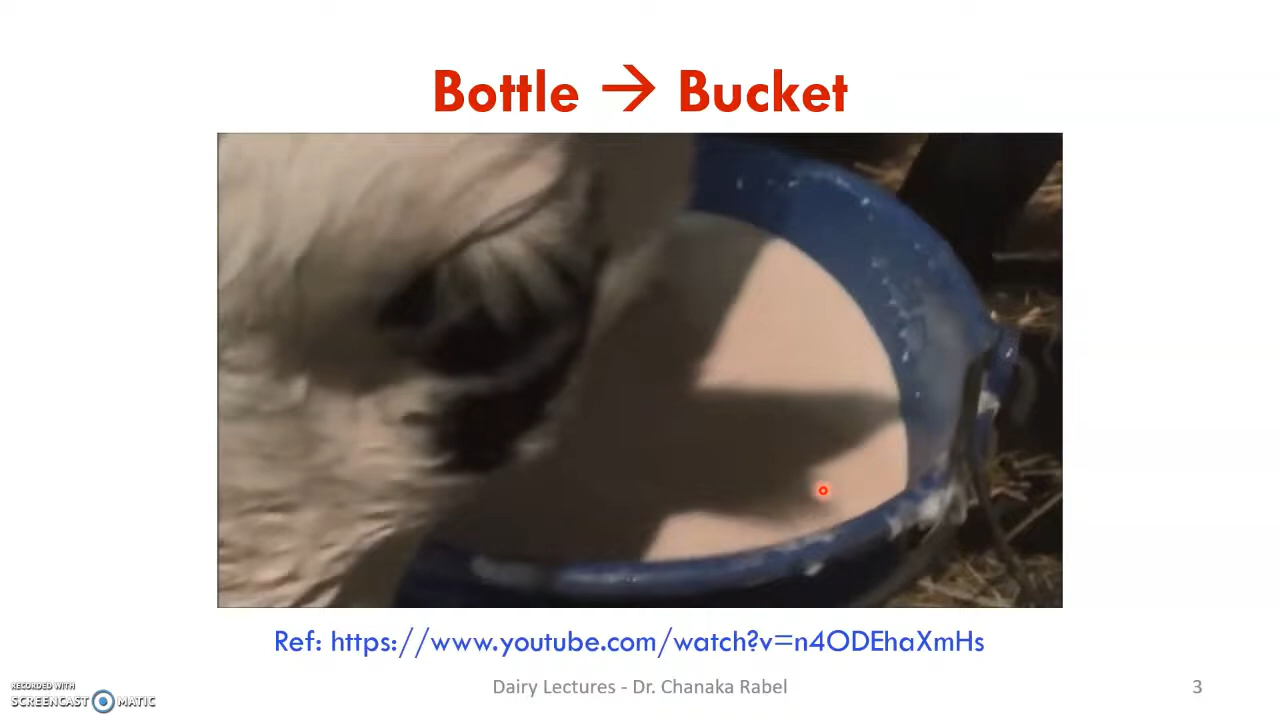 Bottle → Bucket
Ref: https://www.youtube.com/watch?v=n4ODEhaXmHs
RECORDED WITH
SCREENCAST MATIC
Dairy Lectures - Dr. Chanaka Rabel
3